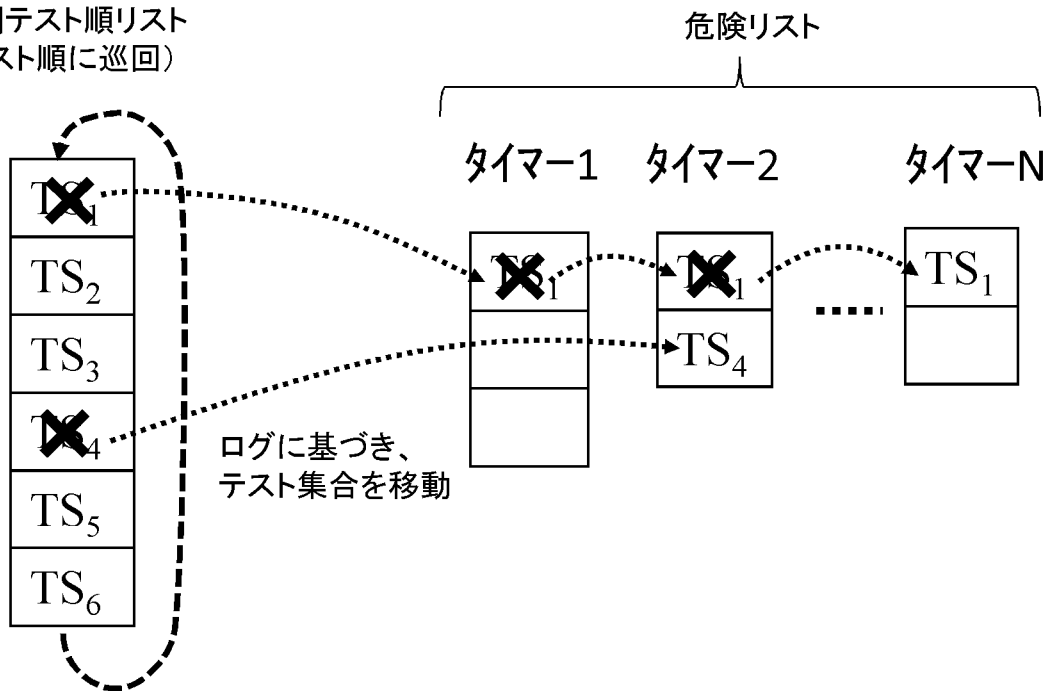 テスト順リスト
スト順に巡回)
危険リスト
タイマー1 タイマー2 タイマーN
TS1
TS2
TS3
TS4
TS5
TS6
TS1 TS1 TS1
TS4
ログに基づき、
テスト集合を移動